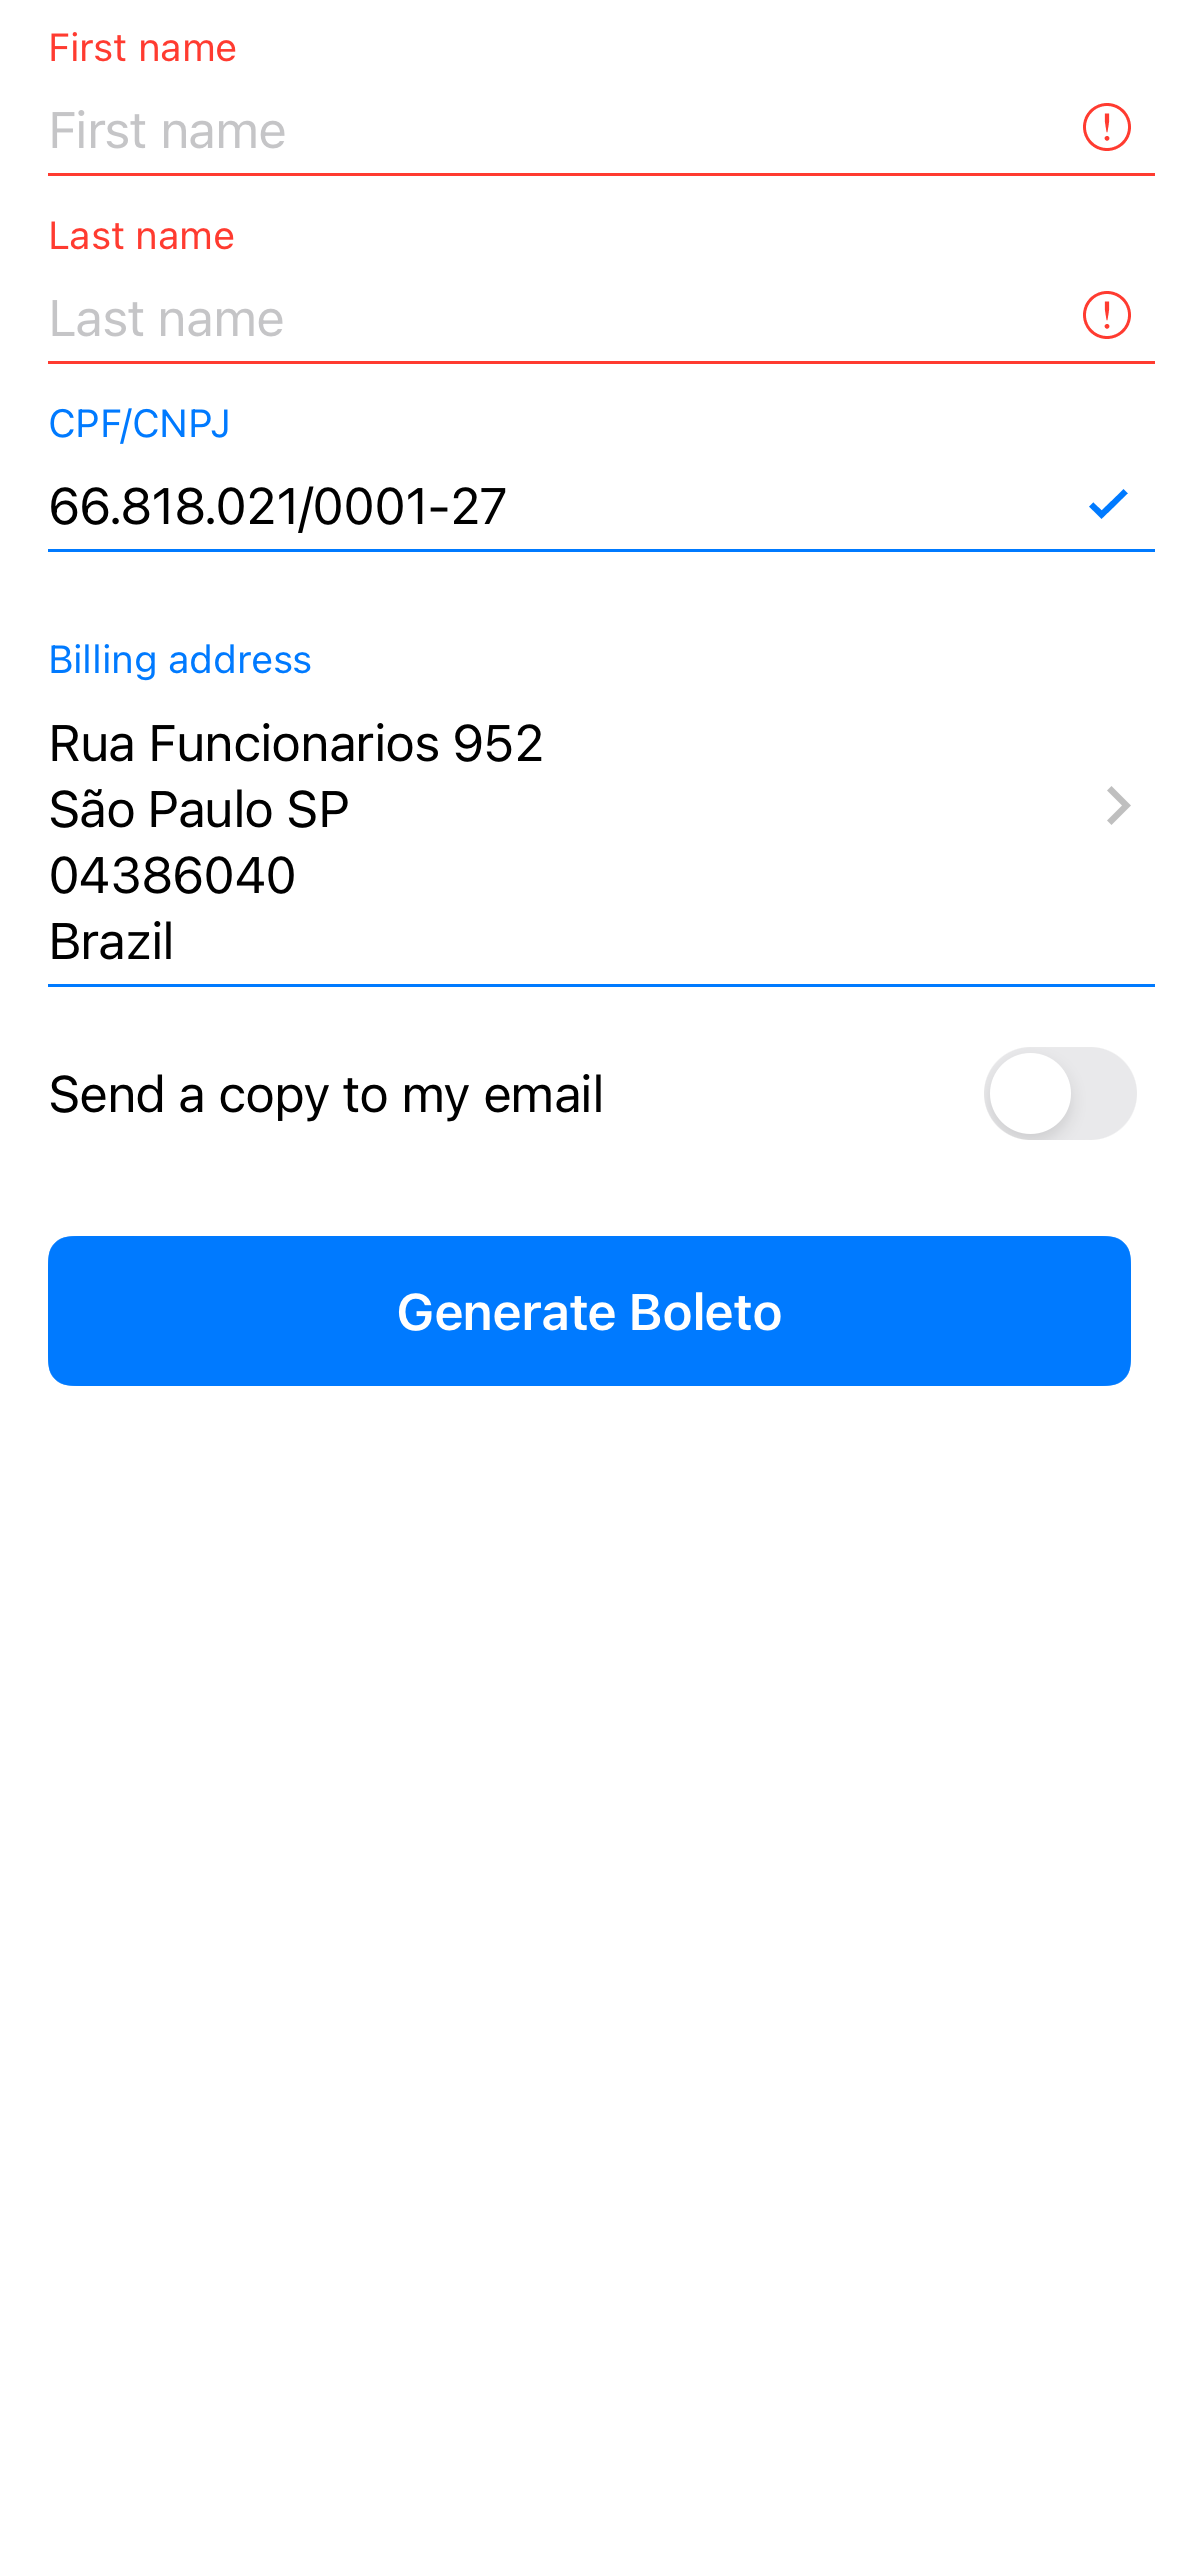 First name
First name
Last name
Last name
CPF/CNPJ
66.818.021/0001-27
Billing address
Rua Funcionarios 952
São Paulo SP
04386040
Brazil
Send a copy to my email
Generate Boleto